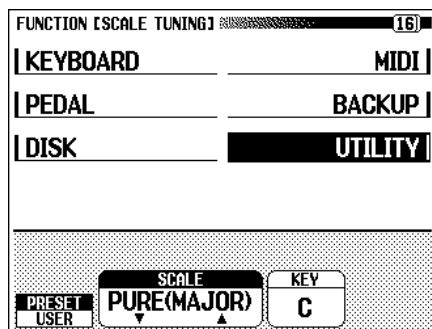 FUNCTION [SCALE TUNING] 16
KEYBOARD MIDI
PEDAL BACKUP
DISK UTILITY
SCALE KEY
PRESET PURE(MAJOR) C
USER